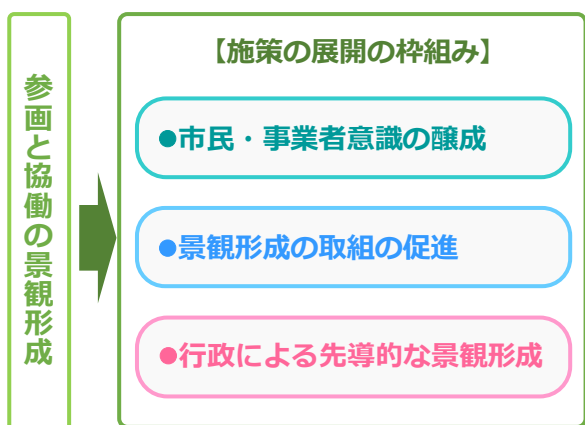 参画と協働の景観形成
【施策の展開の枠組み】
●市民・事業者意識の醸成
●景観形成の取組の促進
●行政による先導的な景観形成